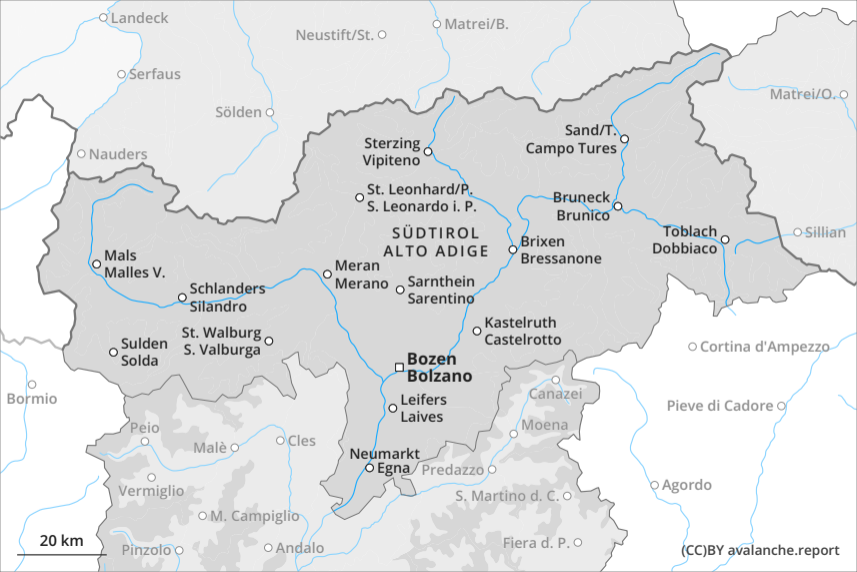 Landeck
Matrei/B.
Neustift/St.
Serfaus
Matrei/O.
Sölden
Sand/T.
Campo Tures
Sterzing
Vipiteno
Nauders
St. Leonhard/P.
S. Leonardo i. P.
Bruneck
Brunico
SÜDTIROL
ALTO ADIGE
Toblach
Dobbiaco
Sillian
Brixen
Bressanone
Mals
Malles V.
Meran
Merano
Sarnthein
Sarentino
Schlanders
Silandro
Kastelruth
Castelrotto
St. Walburg
S. Valburga
Sulden
Solda
Cortina d'Ampezzo
Bozen
Bolzano
Bormio
Canazei
Leifers
Laives
Pieve di Cadore
Peio
Moena
Malè
Cles
Neumarkt
Egna
Predazzo
Vermiglio
Agordo
S. Martino d. C.
M. Campiglio
20 km
Pinzolo
Andalo
Fiera d. P.
(CC)BY avalanche.report